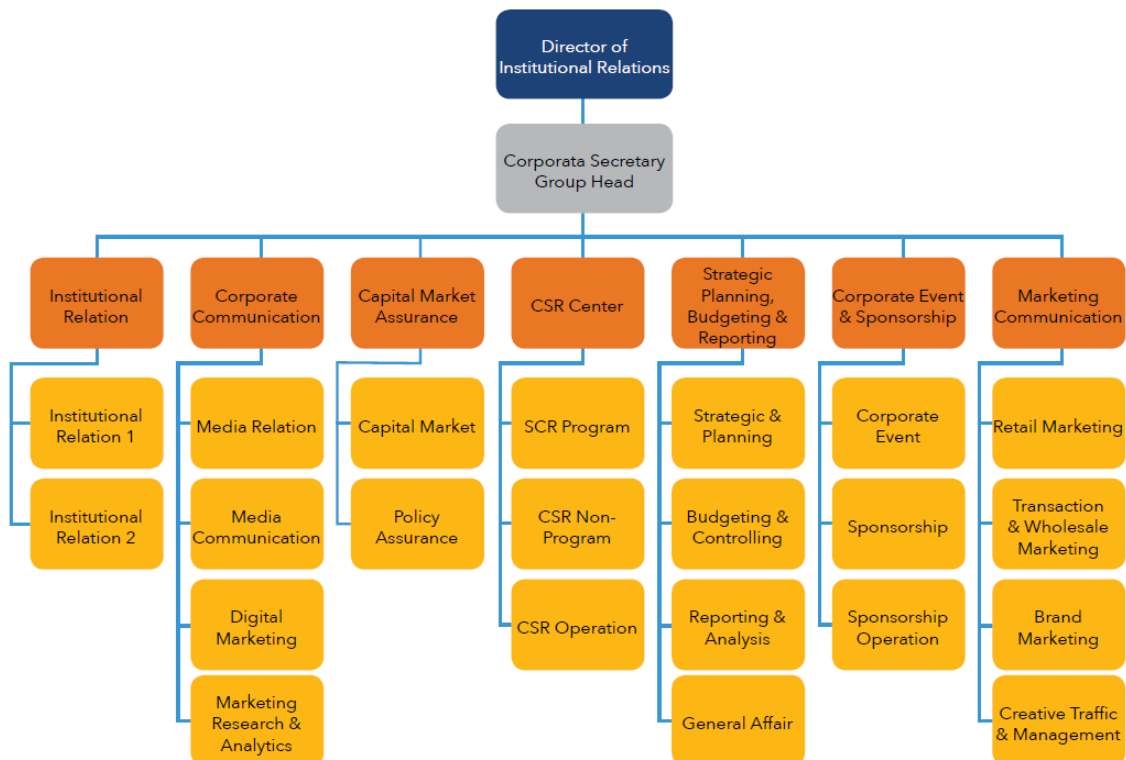 Director of
Institutional Relations
Corporata Secretary
Group Head
Institutional
Relation
Corporate
Communication
Capital Market
Assurance
CSR Center
Strategic
Planning,
Budgeting &
Reporting
Corporate Event
& Sponsorship
Marketing
Communication
Institutional
Relation 1
Media Relation
Capital Market
SCR Program
Strategic &
Planning
Corporate
Event
Retail Marketing
Institutional
Relation 2
Media
Communication
Policy
Assurance
CSR Non-
Program
Budgeting &
Controlling
Sponsorship
Transaction
& Wholesale
Marketing
Digital
Marketing
CSR Operation
Reporting &
Analysis
Sponsorship
Operation
Brand
Marketing
Marketing
Research &
Analytics
General Affair
Creative Traffic
& Management